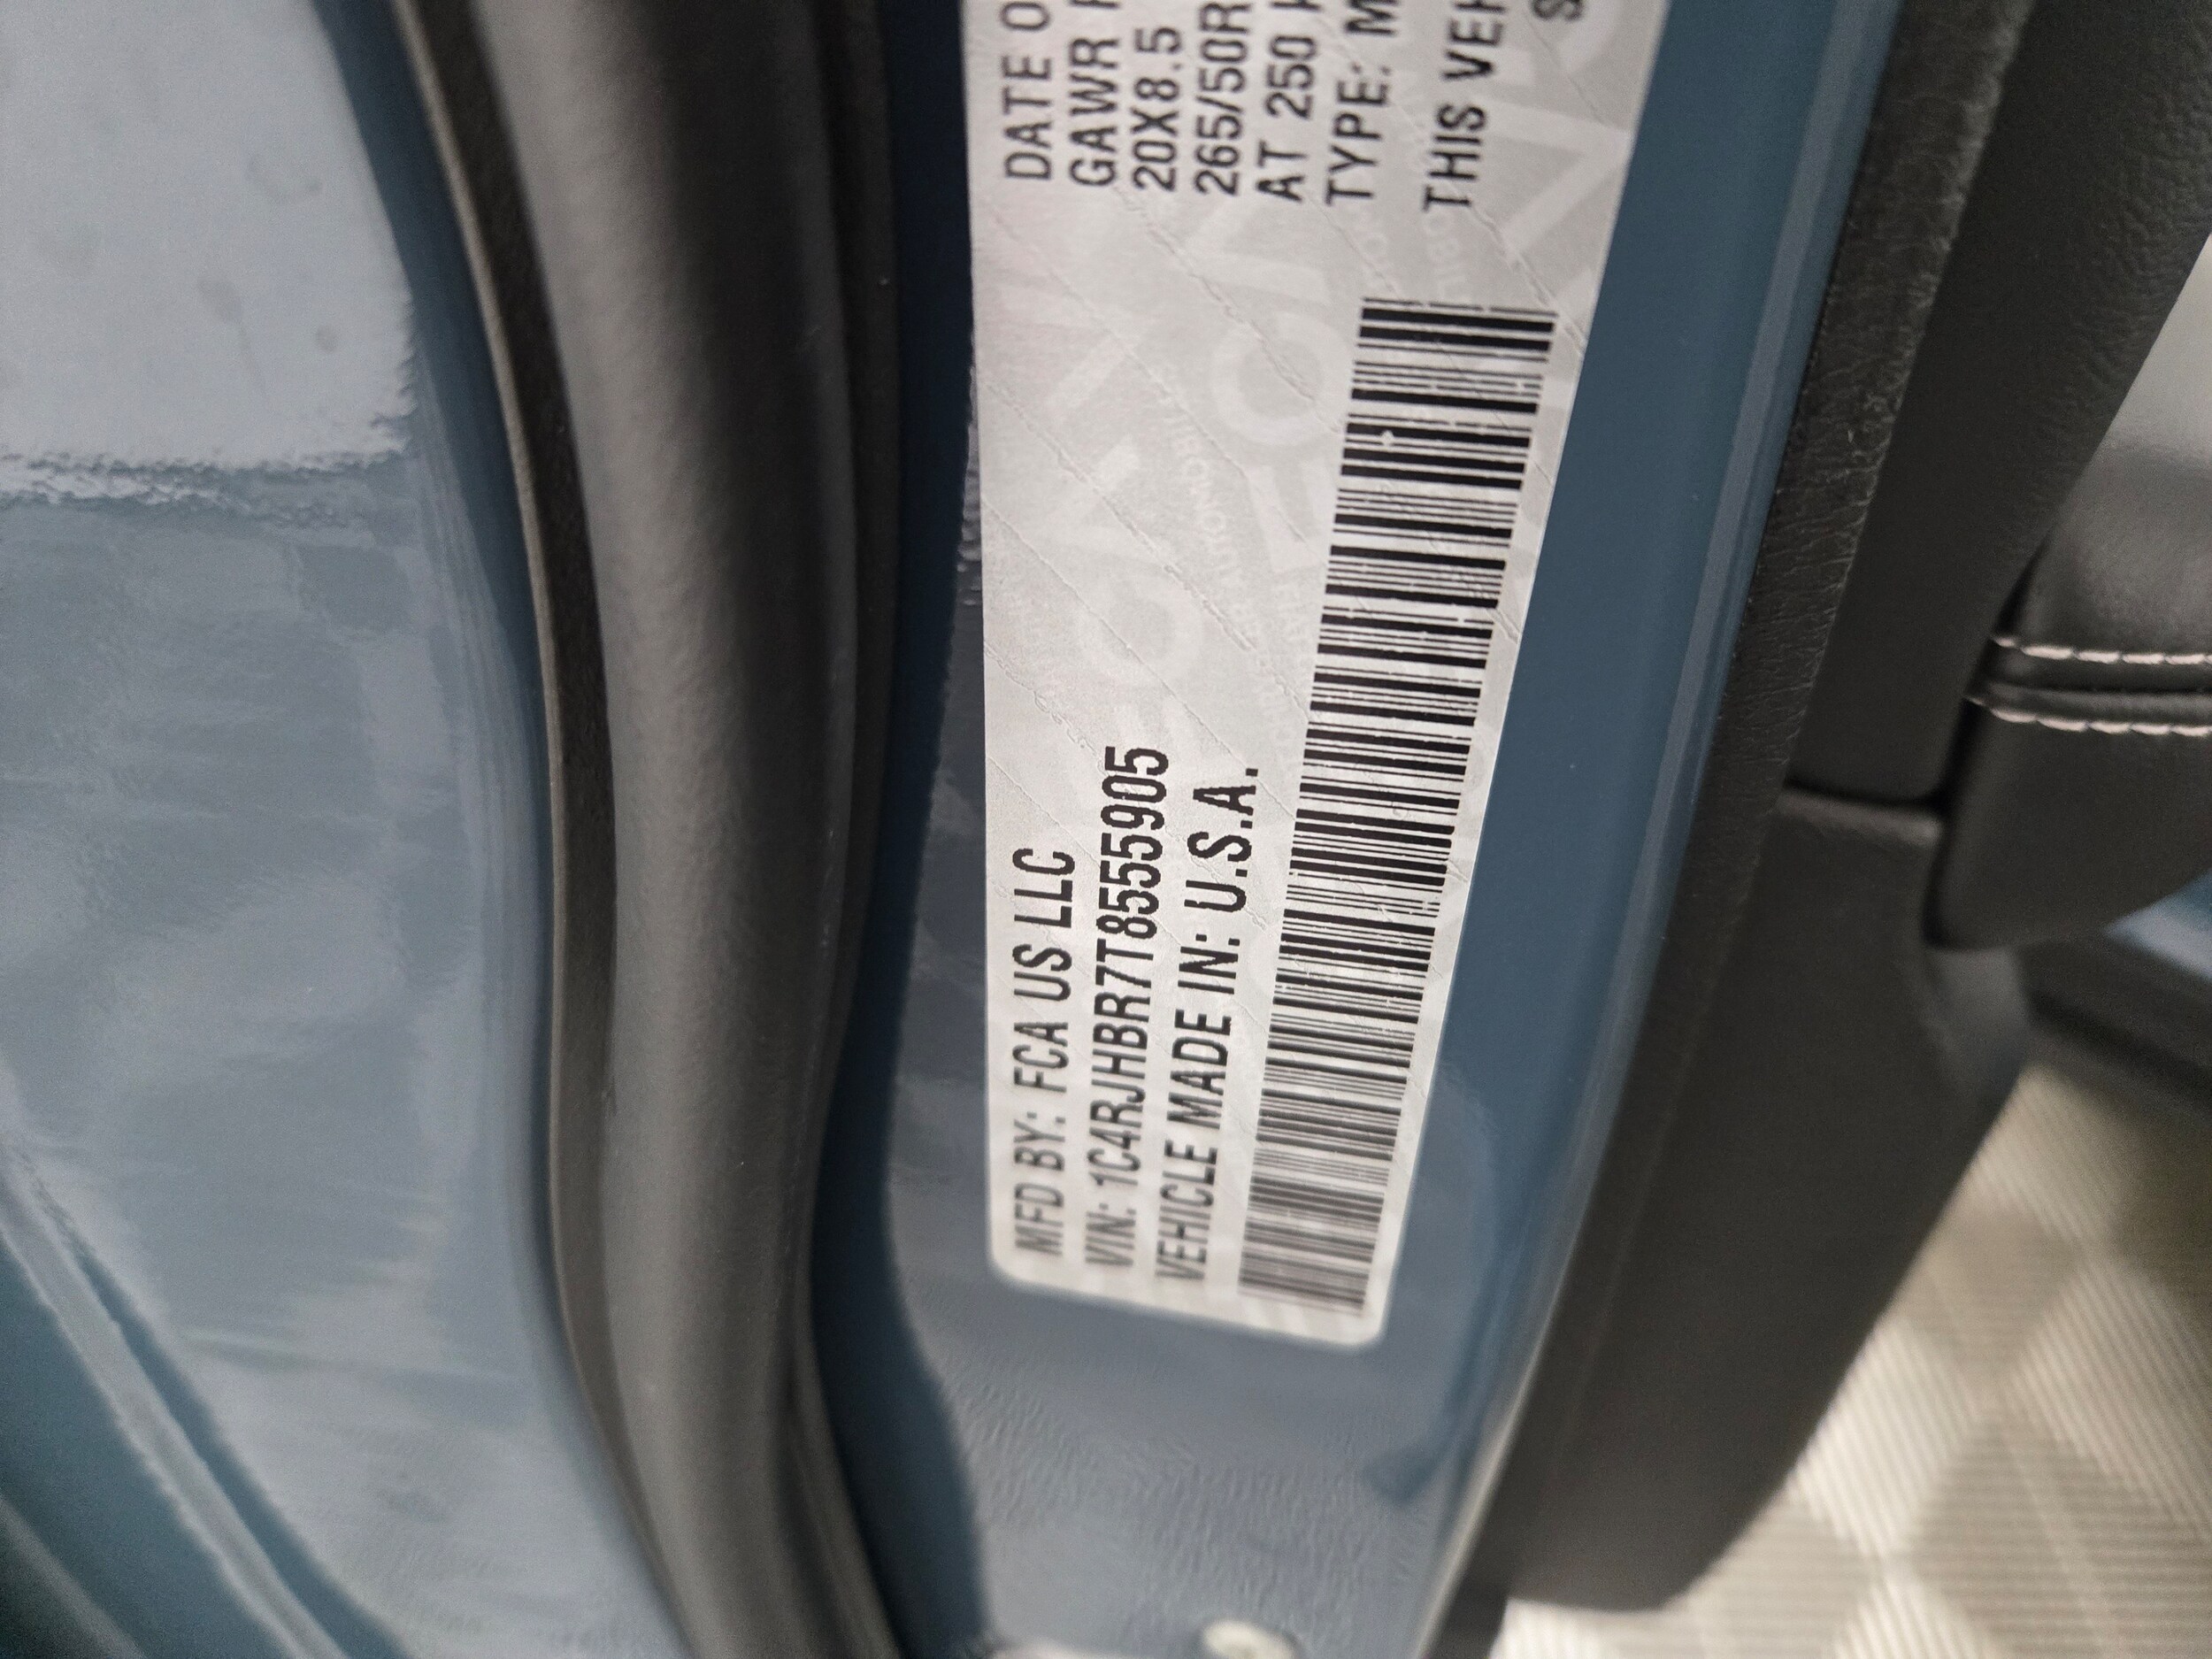 MFD BY: FCA US LLC
VIN: 1C4RJHBR7T8555905
VEHICLE MADE IN: U.S.A.
DATE O
GAWR
20X8.5
265/50R
AT 250
TYPE: M
THIS VEH